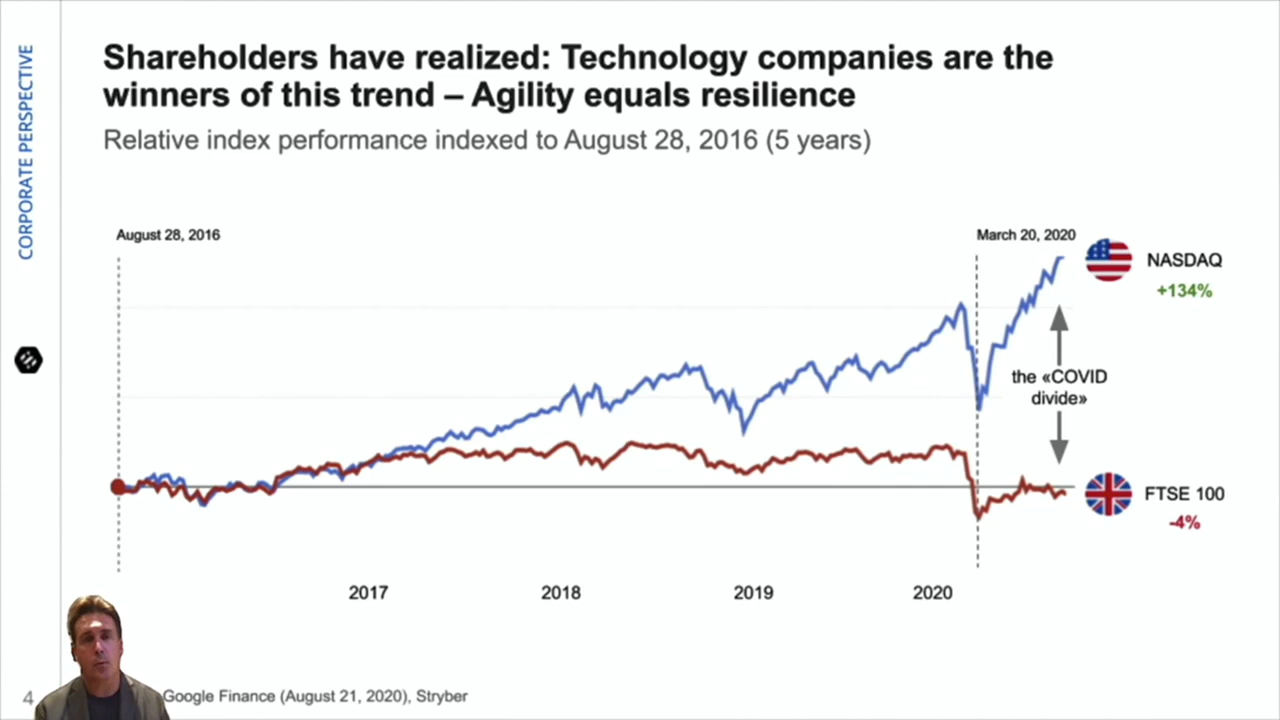 CORPORATE PERSPECTIVE
Shareholders have realized: Technology companies are the
winners of this trend – Agility equals resilience
Relative index performance indexed to August 28, 2016 (5 years)
August 28, 2016
March 20, 2020
NASDAQ
+134%
the «COVID
divide»
FTSE 100
-4%
2017
2018
2019
2020
4
Google Finance (August 21, 2020), Stryber